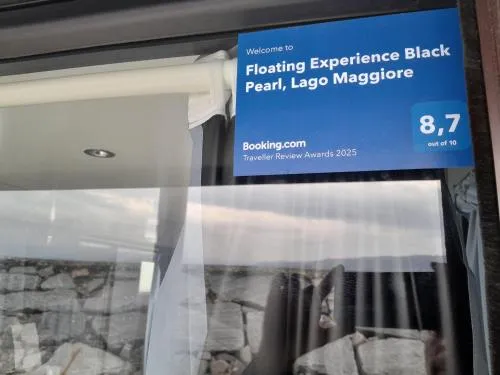 Welcome to
Floating Experience Black
Pearl, Lago Maggiore
8,7
out of 10
Booking.com
Traveller Review Awards 2025